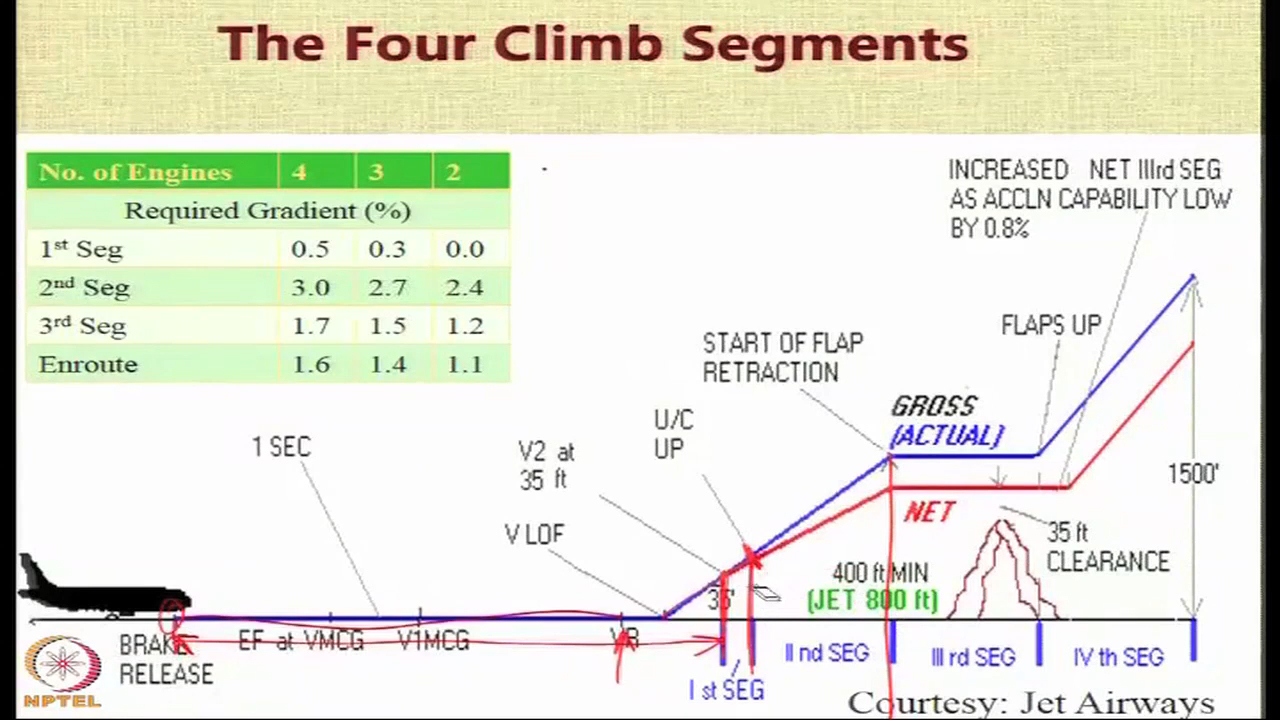 The Four Climb Segments
No. of Engines 4 3 2
Required Gradient (%)
1st Seg 0.5 0.3 0.0
2nd Seg 3.0 2.7 2.4
3rd Seg 1.7 1.5 1.2
Enroute 1.6 1.4 1.1
INCREASED NET IIIrd SEG
AS ACCLN CAPABILITY LOW
BY 0.8%
FLAPS UP
START OF FLAP
RETRACTION
GROSS
(ACTUAL)
U/C
UP
1 SEC
V2 at
35 ft
V LOF
1500'
NET
35 ft
CLEARANCE
400 ft MIN
(JET 800 ft)
35'
BRAKE
RELEASE
EF at VMCG
V1MCG
VR
I st SEG
II nd SEG
III rd SEG
IV th SEG
NPTEL
Courtesy: Jet Airways